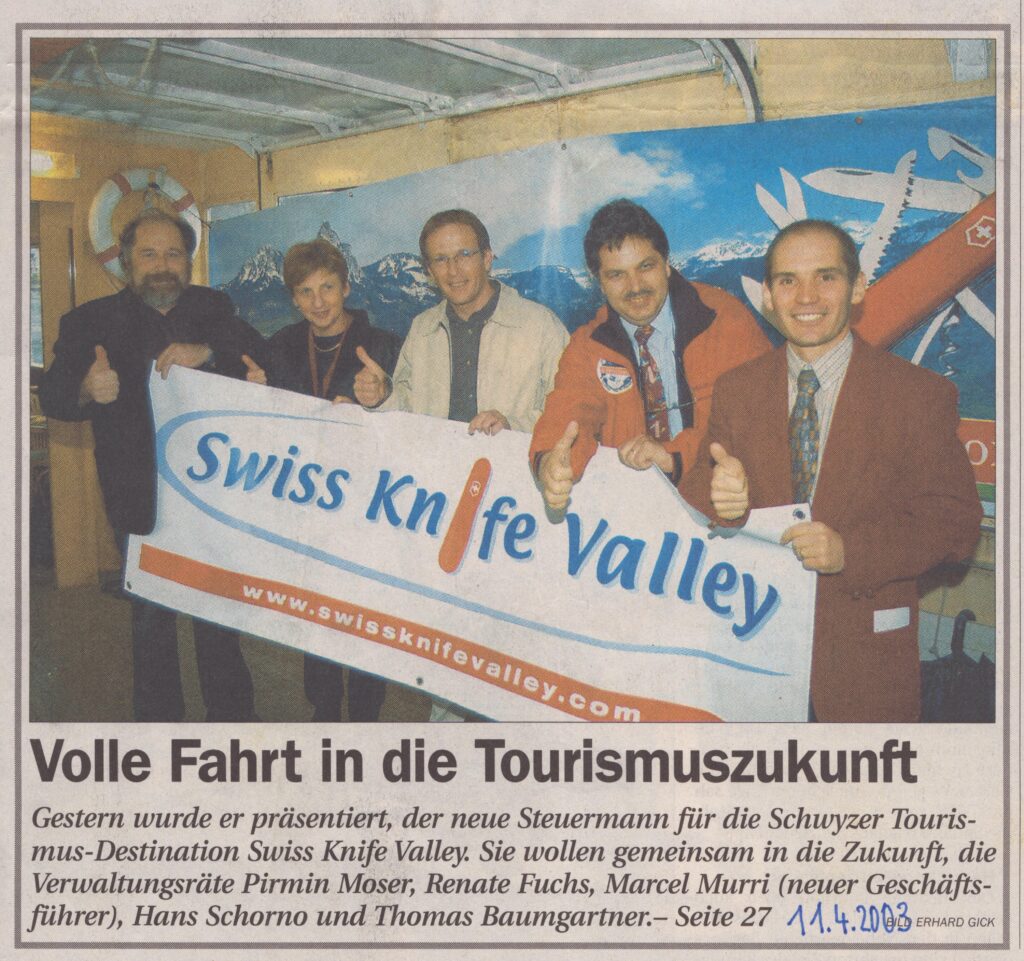 Swiss Knife Valley
www.swissknifevalley.com
Volle Fahrt in die Tourismuszukunft
Gestern wurde er präsentiert, der neue Steuermann für die Schwyzer Touris-
mus-Destination Swiss Knife Valley. Sie wollen gemeinsam in die Zukunft, die
Verwaltungsräte Pirmin Moser, Renate Fuchs, Marcel Murri (neuer Geschäfts-
führer), Hans Schorno und Thomas Baumgartner.– Seite 27 11.4.2003 BILD ERHARD GICK